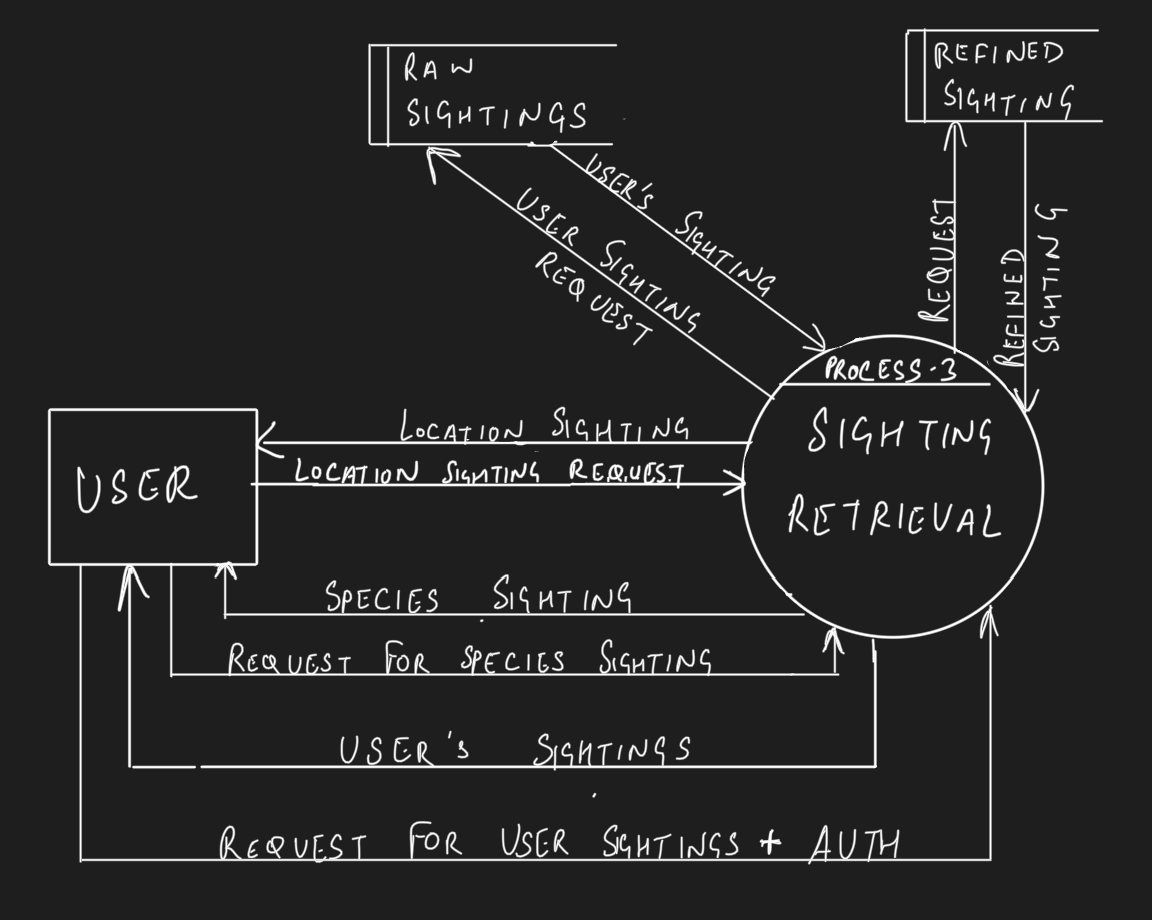 RAW
SIGHTINGS
REFINED
SIGHTING
USER's SIGHTING
USER SIGHTING
REQUEST
REQUEST
REFINED
SIGHTING
PROCESS-3
SIGHTING
RETRIEVAL
USER
LOCATION SIGHTING
LOCATION SIGHTING REQUEST
SPECIES SIGHTING
REQUEST FOR SPECIES SIGHTING
USER's SIGHTINGS
REQUEST FOR USER SIGHTINGS + AUTH